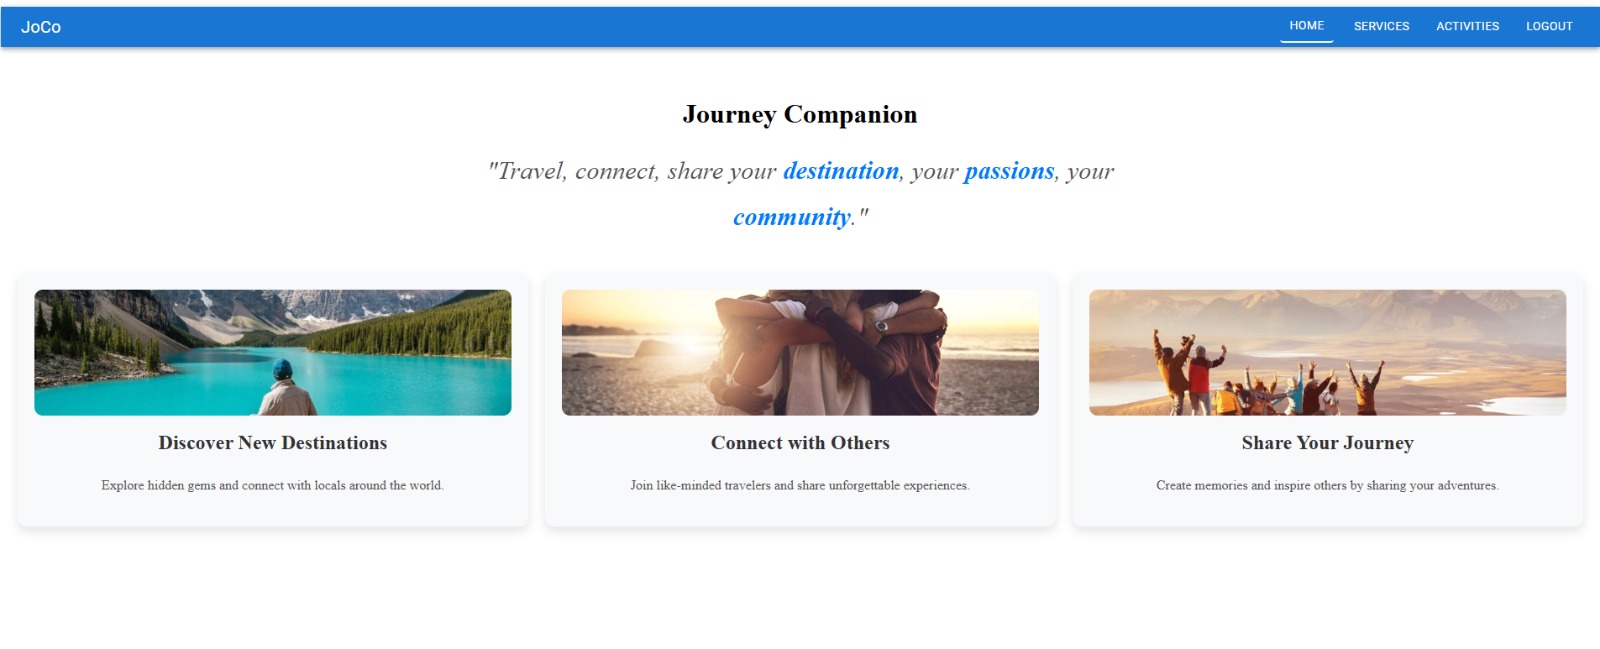 JoCo
HOME SERVICES ACTIVITIES LOGOUT
Journey Companion
"Travel, connect, share your destination, your passions, your
community."
Discover New Destinations
Explore hidden gems and connect with locals around the world.
Connect with Others
Join like-minded travelers and share unforgettable experiences.
Share Your Journey
Create memories and inspire others by sharing your adventures.